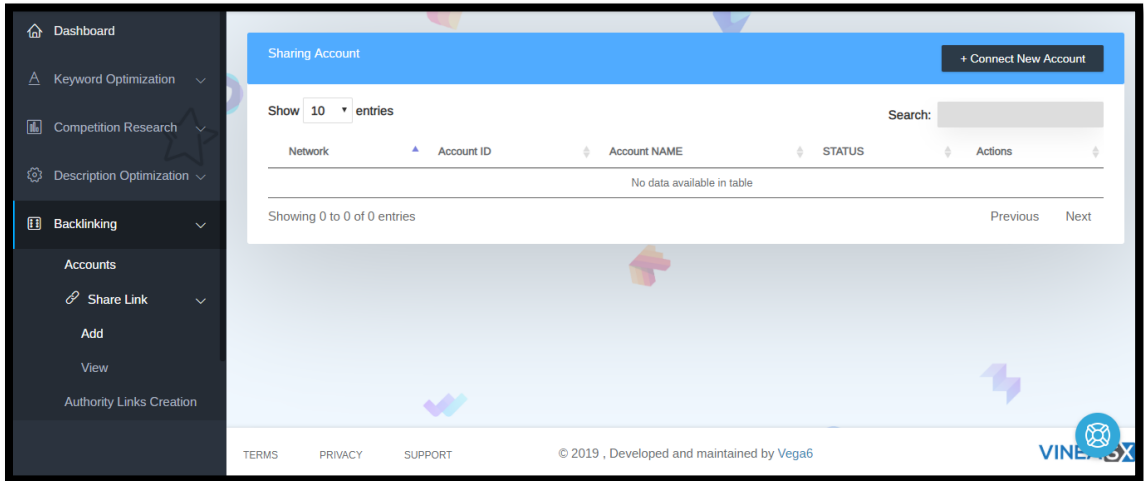 Dashboard
Keyword Optimization
Competition Research
Description Optimization
Backlinking
Accounts
Share Link
Add
View
Authority Links Creation
Sharing Account
+ Connect New Account
Show 10 entries
Search:
Network Account ID Account NAME STATUS Actions
No data available in table
Showing 0 to 0 of 0 entries
Previous Next
TERMS PRIVACY SUPPORT © 2019 , Developed and maintained by Vega6